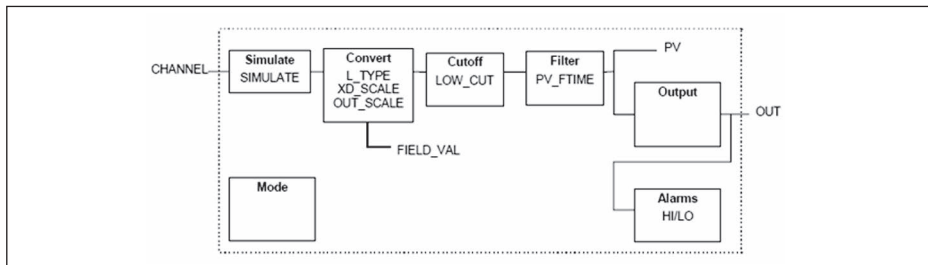 CHANNEL
Simulate
SIMULATE
Convert
L_TYPE
XD_SCALE
OUT_SCALE
Cutoff
LOW_CUT
Filter
PV_FTIME
PV
Output
OUT
FIELD_VAL
Mode
Alarms
HI/LO